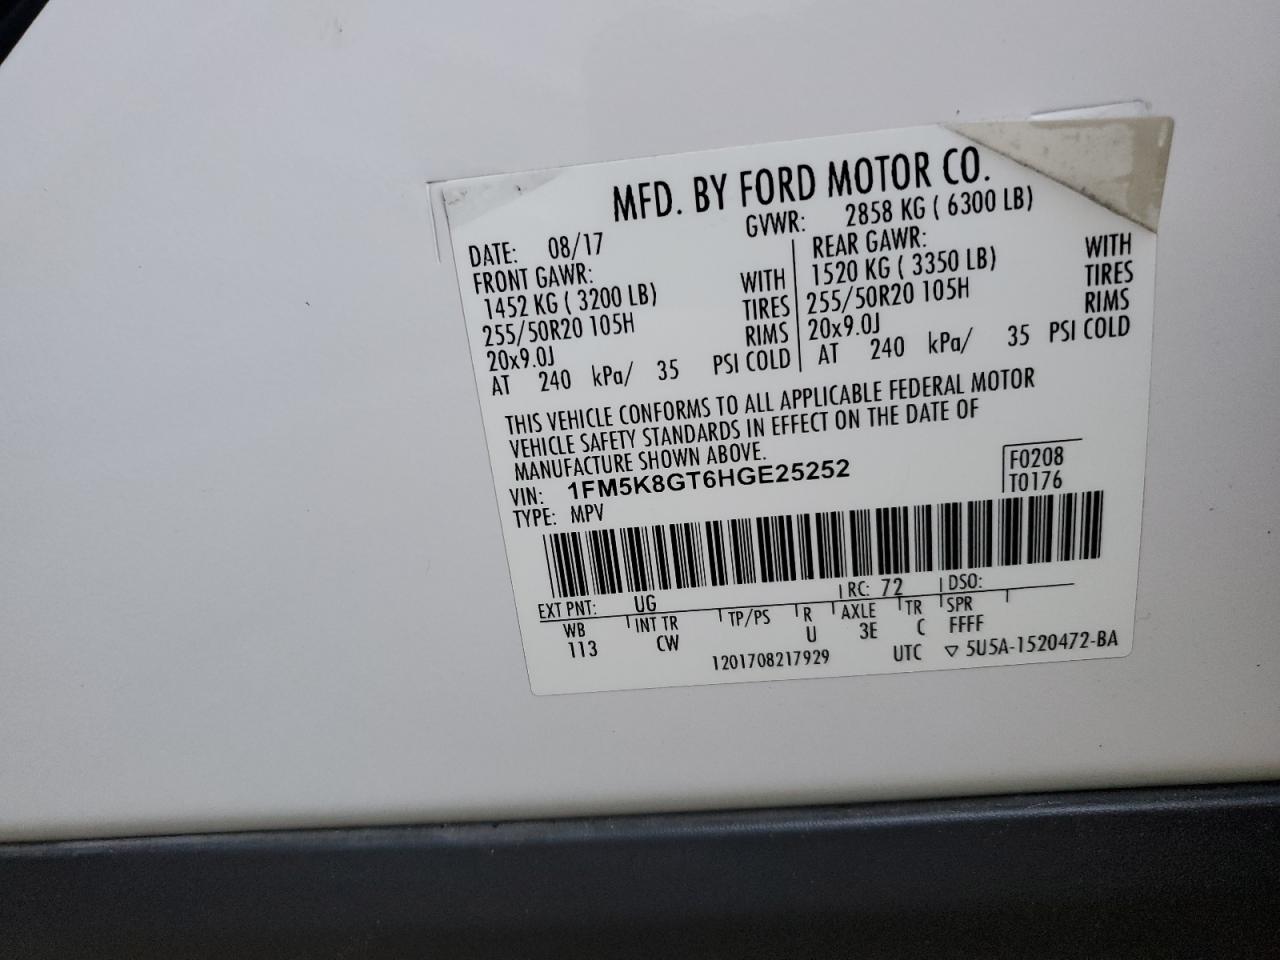 MFD. BY FORD MOTOR CO.
DATE: 08/17 GVWR: 2858 KG ( 6300 LB)
FRONT GAWR: WITH
1452 KG ( 3200 LB) TIRES
255/50R20 105H RIMS
20x9.0J
AT 240 kPa/ 35 PSI COLD
REAR GAWR: WITH
1520 KG ( 3350 LB) TIRES
255/50R20 105H RIMS
20x9.0J
AT 240 kPa/ 35 PSI COLD
THIS VEHICLE CONFORMS TO ALL APPLICABLE FEDERAL MOTOR
VEHICLE SAFETY STANDARDS IN EFFECT ON THE DATE OF
MANUFACTURE SHOWN ABOVE.
VIN: 1FM5K8GT6HGE25252
TYPE: MPV
F0208
T0176
EXT PNT: UG RC: 72 DSO:
WB INT TR TP/PS R AXLE TR SPR
113 CW U 3E C FFFF
1201708217929 UTC ▽ 5U5A-1520472-BA